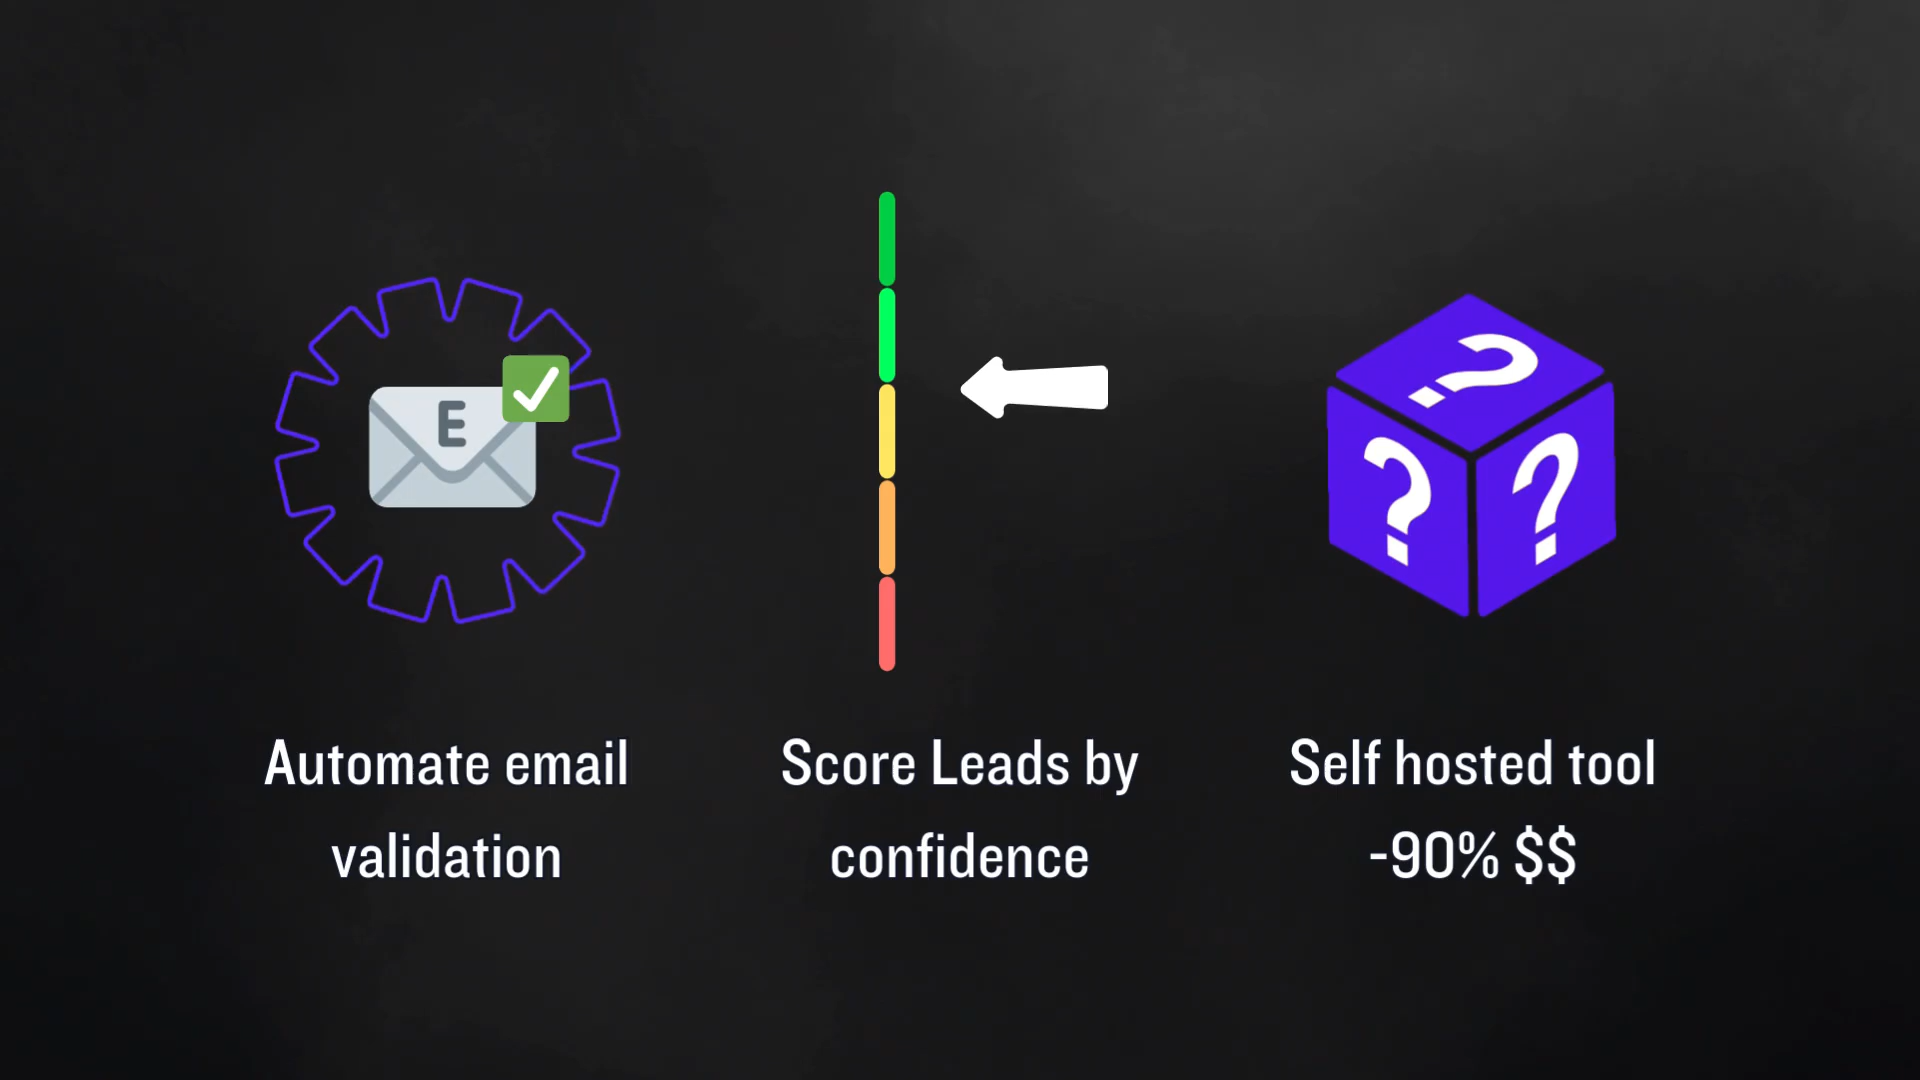 E
? 
? ?
Automate email
validation
Score Leads by
confidence
Self hosted tool
-90% $$